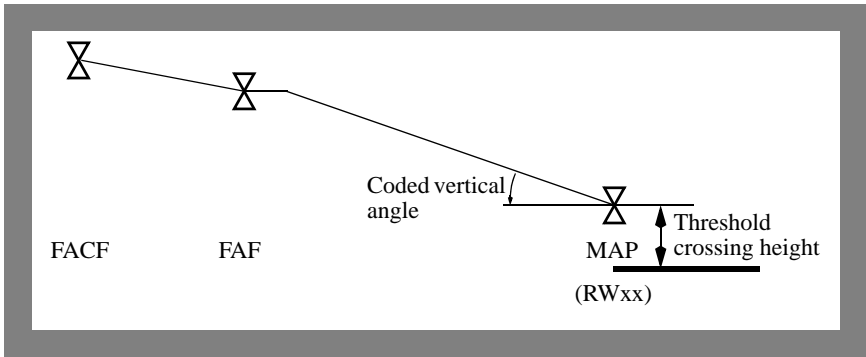 Coded vertical
angle
Threshold
crossing height
FACF
FAF
MAP
(RWxx)